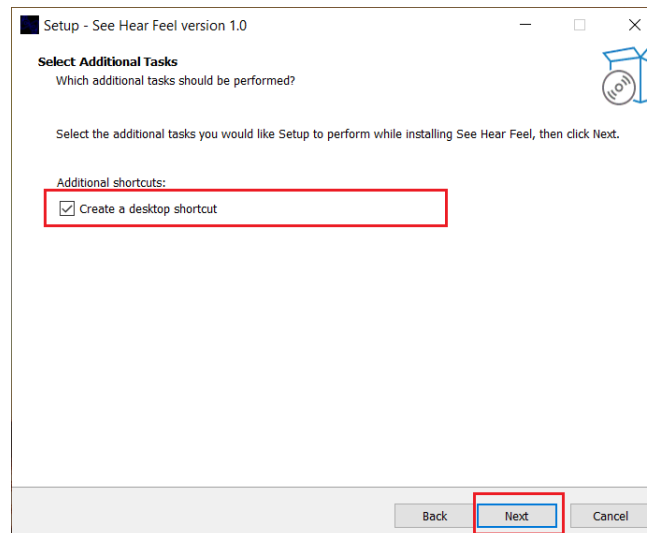 Setup - See Hear Feel version 1.0
Select Additional Tasks
Which additional tasks should be performed?
Select the additional tasks you would like Setup to perform while installing See Hear Feel, then click Next.
Additional shortcuts:
Create a desktop shortcut
Back Next Cancel